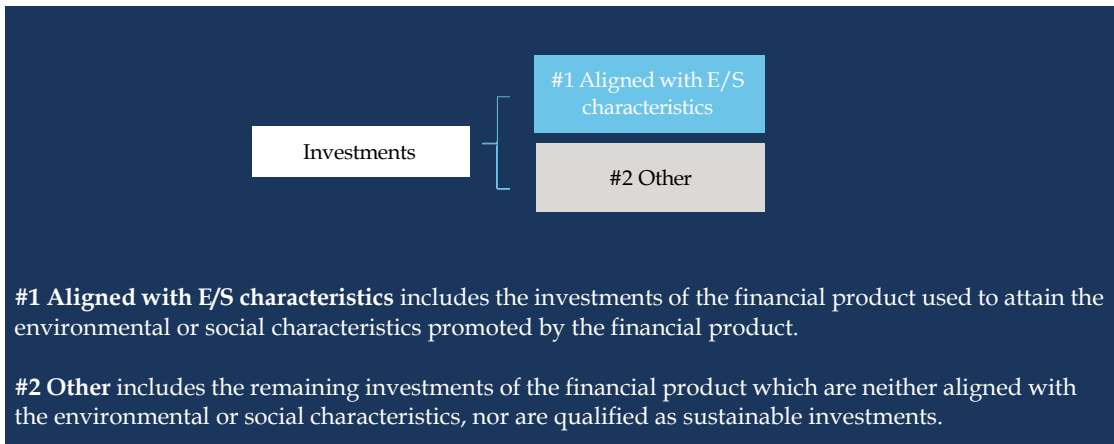 #1 Aligned with E/S
characteristics
Investments
#2 Other
#1 Aligned with E/S characteristics includes the investments of the financial product used to attain the
environmental or social characteristics promoted by the financial product.
#2 Other includes the remaining investments of the financial product which are neither aligned with
the environmental or social characteristics, nor are qualified as sustainable investments.